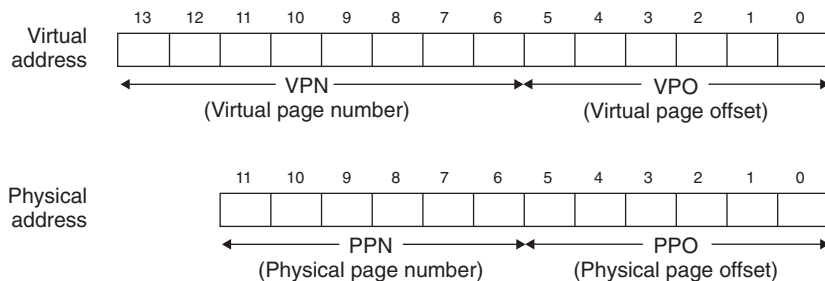 13 12 11 10 9 8 7 6 5 4 3 2 1 0
Virtual
address
VPN VPO
(Virtual page number) (Virtual page offset)
11 10 9 8 7 6 5 4 3 2 1 0
Physical
address
PPN PPO
(Physical page number) (Physical page offset)